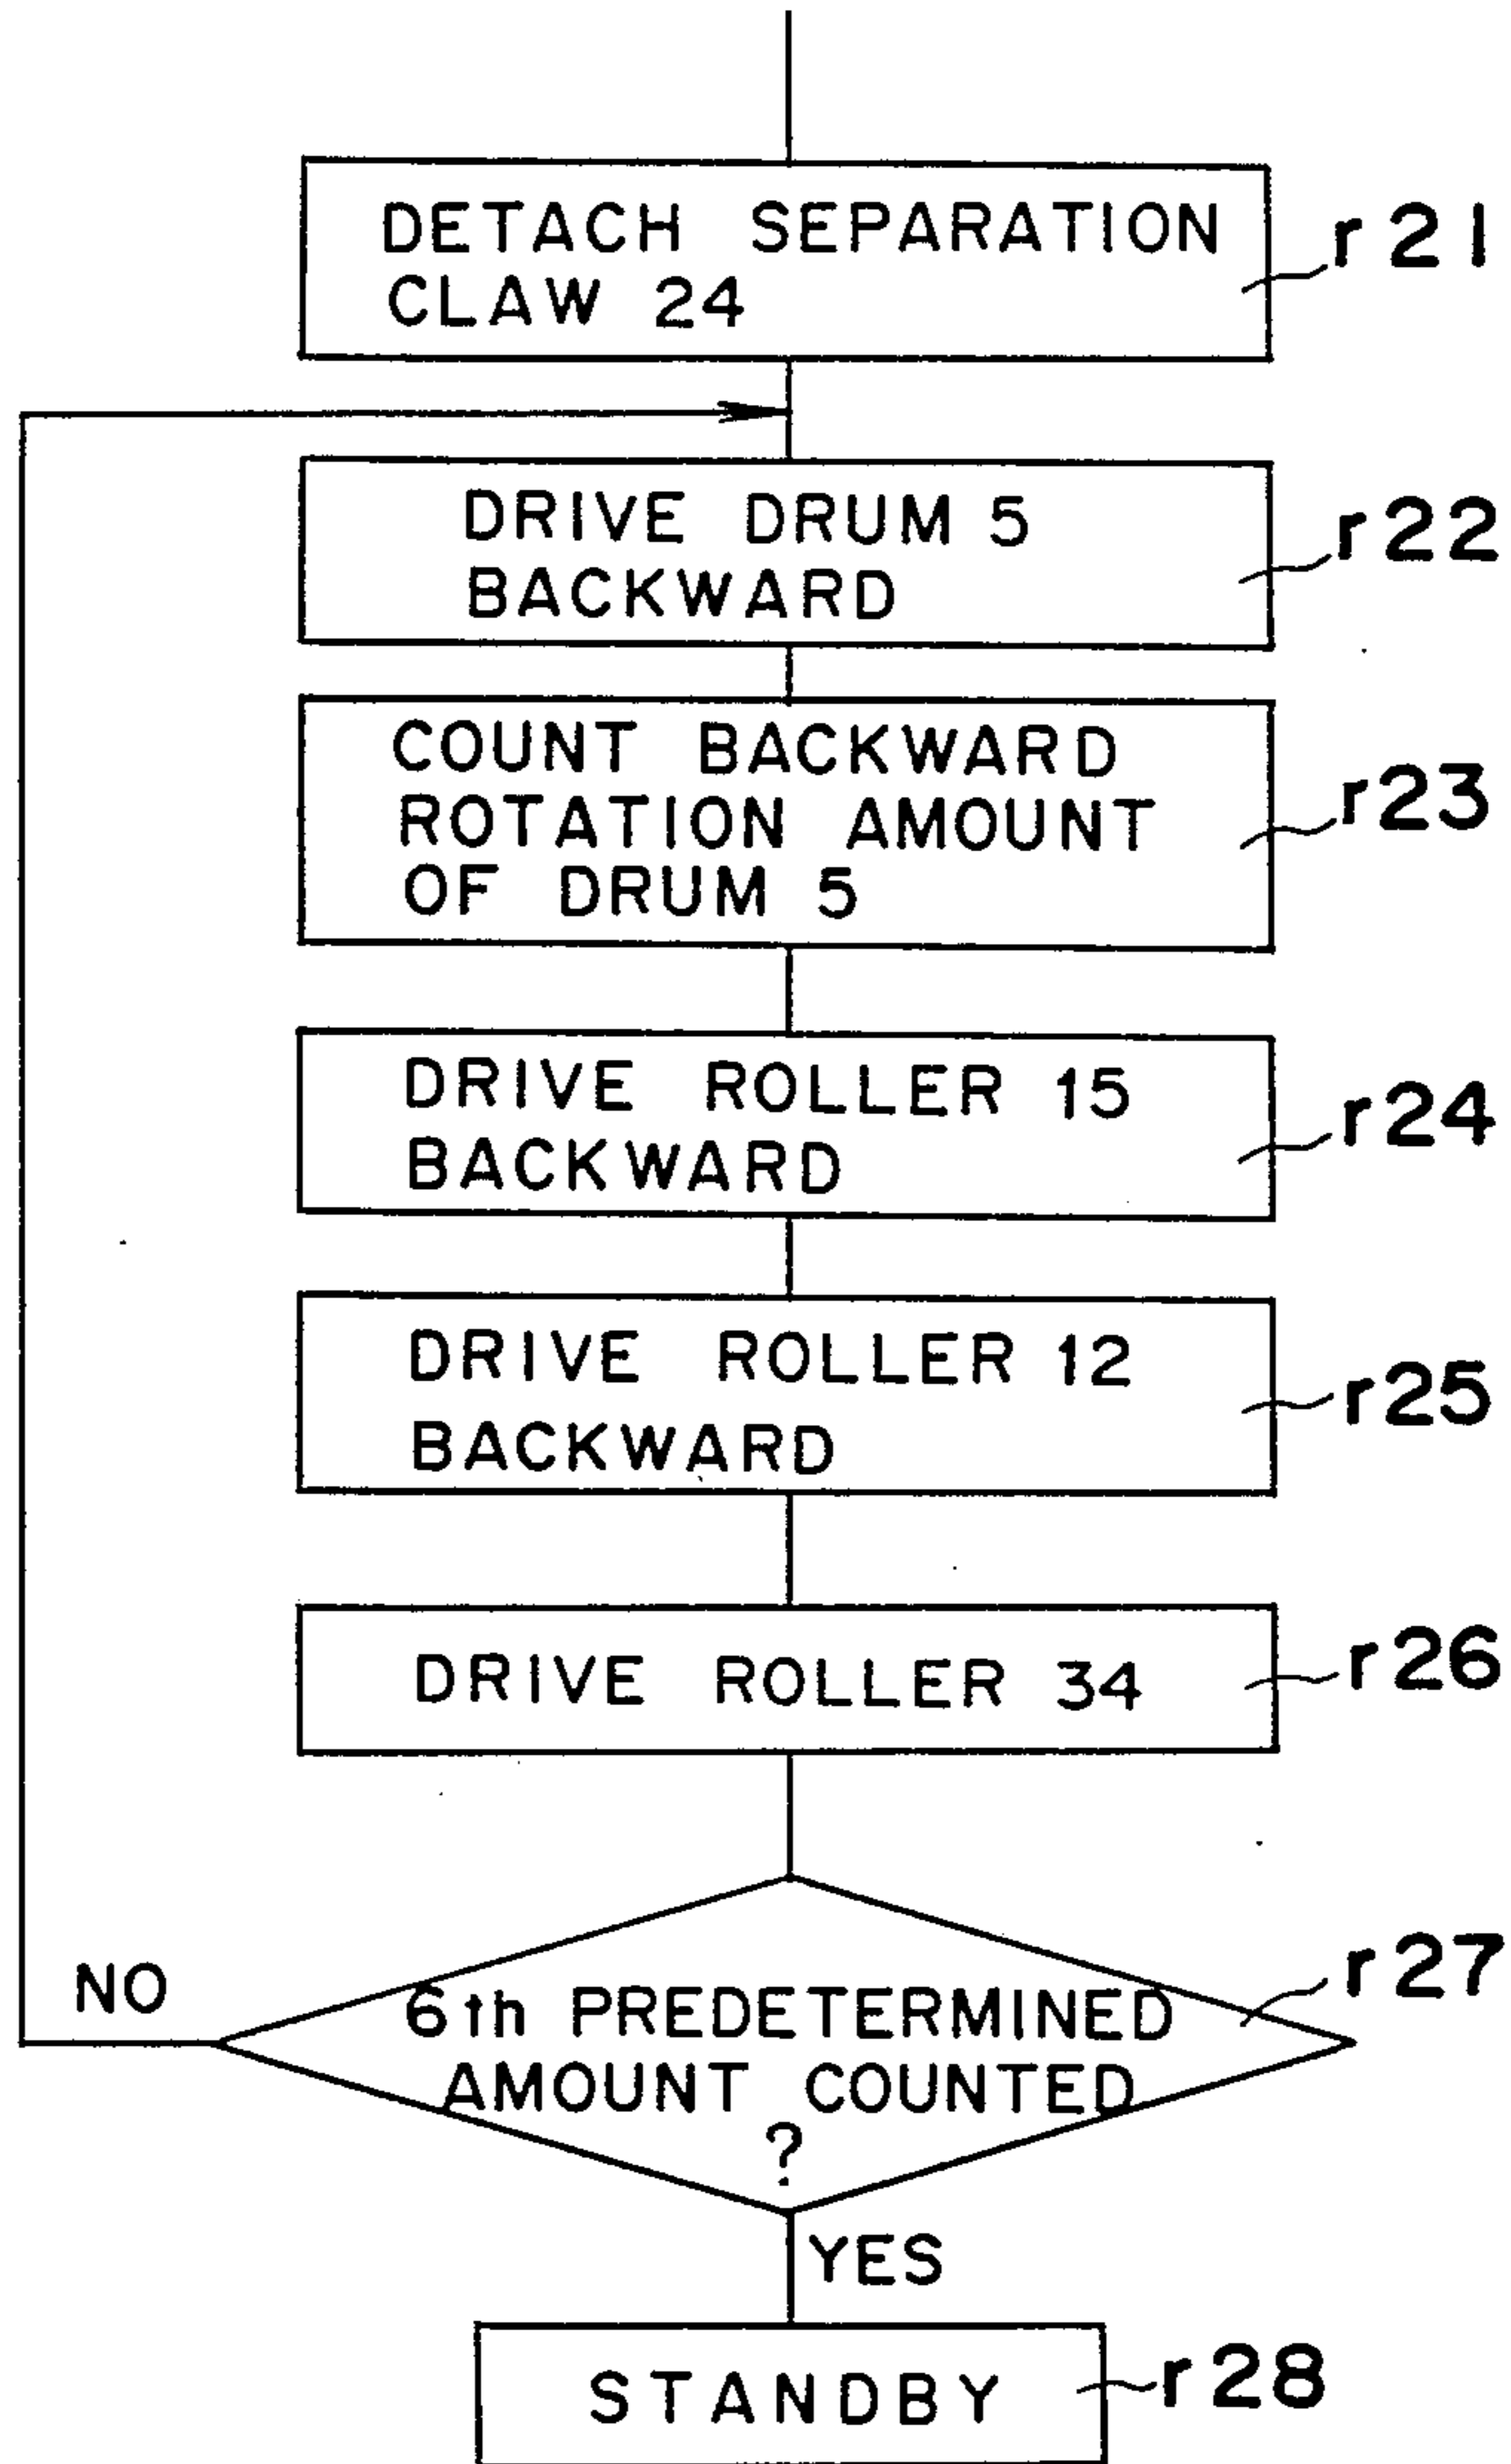 DETACH SEPARATION
CLAW 24
r21
DRIVE DRUM 5
BACKWARD
r22
COUNT BACKWARD
ROTATION AMOUNT
OF DRUM 5
r23
DRIVE ROLLER 15
BACKWARD
r24
DRIVE ROLLER 12
BACKWARD
r25
DRIVE ROLLER 34
r26
NO
6th PREDETERMINED
AMOUNT COUNTED
?
r27
YES
STANDBY
r28